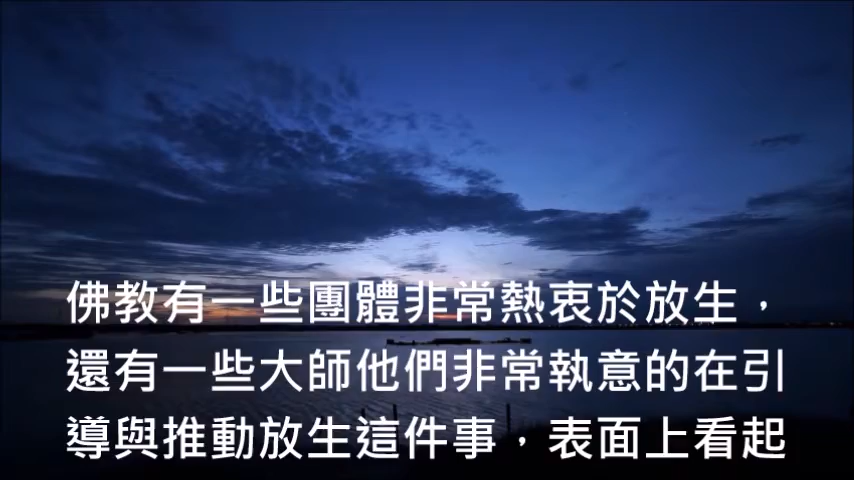 佛教有一些團體非常熱衷於放生，
還有一些大師他們非常執意的在引
導與推動放生這件事，表面上看起